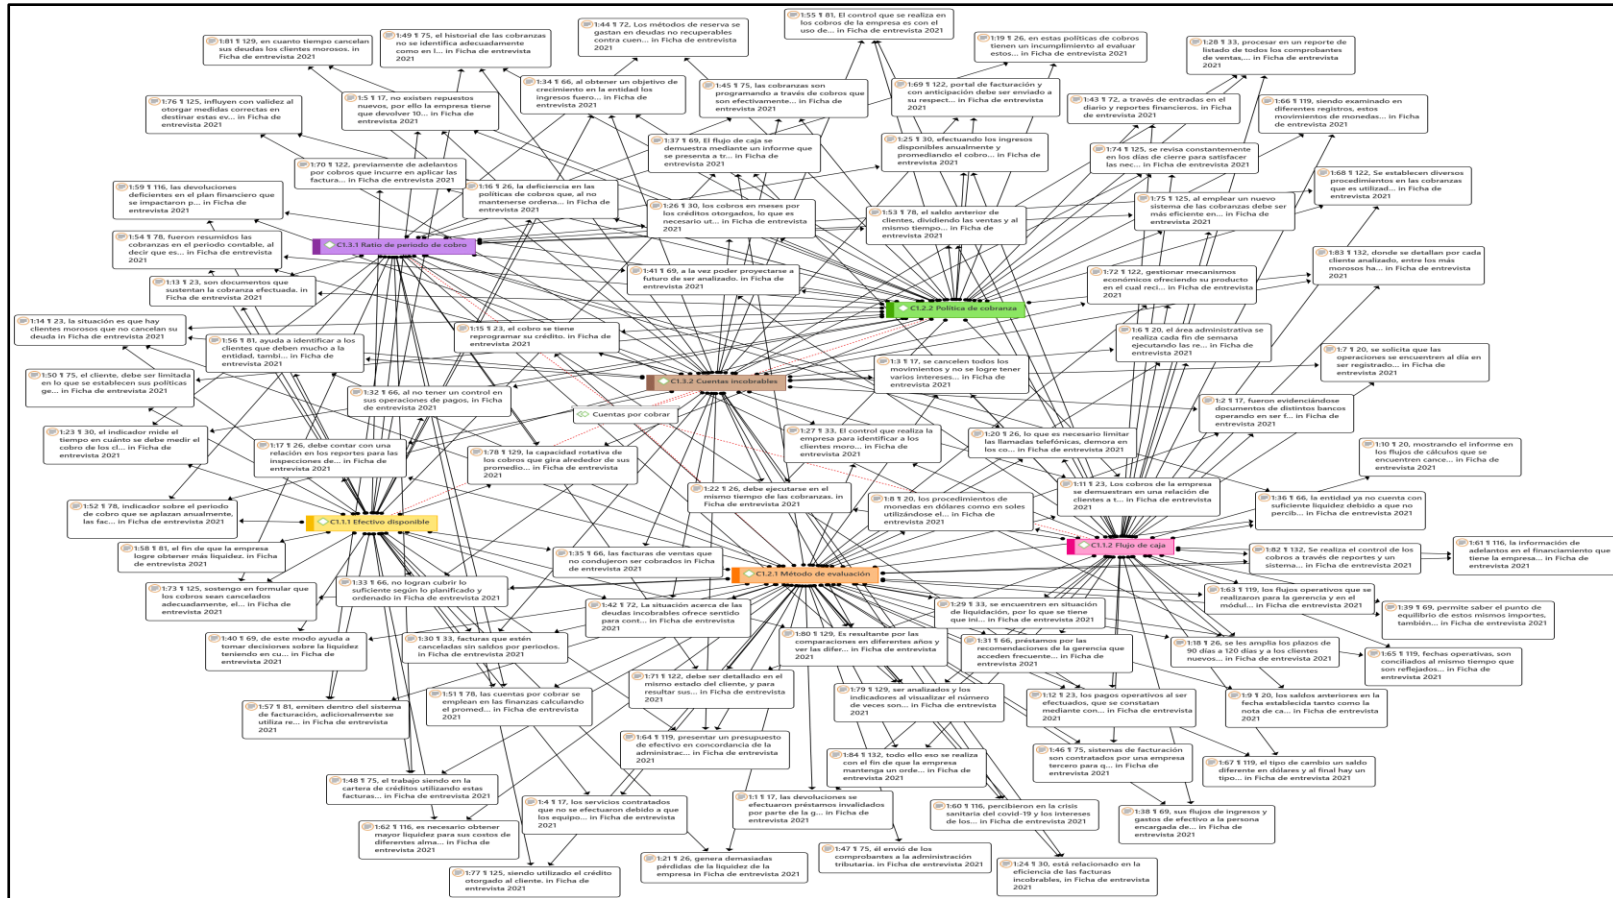 1:55 ¶ 81, El control que se realiza en
los cobros de la empresa es con el
uso de... in Ficha de entrevista
2021
1:44 ¶ 72, Los métodos de reserva se
gastan en deudas no recuperables
contra cuen... in Ficha de entrevista
2021
1:49 ¶ 75, el historial de las cobranzas
no se identifica adecuadamente
como en l... in Ficha de entrevista
2021
1:81 ¶ 129, en cuanto tiempo cancelan
sus deudas los clientes morosos. in
Ficha de entrevista 2021
1:19 ¶ 26, en estas políticas de cobros
tienen un incumplimiento al evaluar
estos... in Ficha de entrevista
2021
1:28 ¶ 33, procesar en un reporte de
listado de todos los comprobantes
de ventas,... in Ficha de entrevista
2021
1:34 ¶ 66, al obtener un objetivo de
crecimiento en la entidad los
ingresos fuero... in Ficha de
entrevista 2021
1:45 ¶ 75, las cobranzas son
programando a través de cobros que
son efectivamente... in Ficha de
entrevista 2021
1:69 ¶ 122, portal de facturación y
con anticipación debe ser enviado a
su respect... in Ficha de
entrevista 2021
1:43 ¶ 72, a través de entradas en el
diario y reportes financieros. in
Ficha de entrevista 2021
1:66 ¶ 119, siendo examinado en
diferentes registros, estos
movimientos de monedas... in
Ficha de entrevista 2021
1:76 ¶ 125, influyen con validez al
otorgar medidas correctas en
destinar estas ev... in Ficha de
entrevista 2021
1:5 ¶ 17, no existen repuestos
nuevos, por ello la empresa tiene
que devolver 10... in Ficha de
entrevista 2021
1:37 ¶ 69, El flujo de caja se
demuestra mediante un informe que
se presenta a tr... in Ficha de
entrevista 2021
1:25 ¶ 30, efectuando los ingresos
disponibles anualmente y
promediando el cobro... in Ficha
de entrevista 2021
1:74 ¶ 125, se revisa constantemente
en los días de cierre para satisfacer
las nec... in Ficha de entrevista
2021
1:70 ¶ 122, previamente de adelantos
por cobros que incurre en aplicar las
factura... in Ficha de entrevista
2021
1:59 ¶ 116, las devoluciones
deficientes en el plan financiero que
se impactaron p... in Ficha de
entrevista 2021
1:16 ¶ 26, la deficiencia en las
políticas de cobros que, al no
mantenerse ordena... in Ficha de
entrevista 2021
1:26 ¶ 30, los cobros en meses por
los créditos otorgados, lo que es
necesario ut... in Ficha de
entrevista 2021
1:53 ¶ 78, el saldo anterior de
clientes, dividiendo las ventas y al
mismo tiempo... in Ficha de
entrevista 2021
1:75 ¶ 125, al emplear un nuevo
sistema de las cobranzas debe ser
más eficiente en... in Ficha de
entrevista 2021
1:68 ¶ 122, Se establecen diversos
procedimientos en las cobranzas
que es utilizad... in Ficha de
entrevista 2021
1:54 ¶ 78, fueron resumidos las
cobranzas en el periodo contable, al
decir que es... in Ficha de
entrevista 2021
C1.3.1 Ratio de periodo de cobro
1:83 ¶ 132, donde se detallan por cada
cliente analizado, entre los más
morosos ha... in Ficha de
entrevista 2021
1:41 ¶ 69, a la vez poder proyectarse a
futuro de ser analizado. in Ficha de
entrevista 2021
1:72 ¶ 122, gestionar mecanismos
económicos ofreciendo su producto
en el cual reci... in Ficha de
entrevista 2021
1:13 ¶ 23, son documentos que
sustentan la cobranza efectuada. in
Ficha de entrevista 2021
C1.2.2 Política de cobranza
1:14 ¶ 23, la situación es que hay
clientes morosos que no cancelan su
deuda in Ficha de entrevista
2021
1:15 ¶ 23, el cobro se tiene
reprogramar su crédito. in Ficha de
entrevista 2021
1:6 ¶ 20, el área administrativa se
realiza cada fin de semana
ejecutando las re... in Ficha de
entrevista 2021
1:56 ¶ 81, ayuda a identificar a los
clientes que deben mucho a la
entidad, tambi... in Ficha de
entrevista 2021
1:7 ¶ 20, se solicita que las
operaciones se encuentren al día en
ser registrado... in Ficha de
entrevista 2021
1:3 ¶ 17, se cancelen todos los
movimientos y no se logre tener
varios intereses... in Ficha de
entrevista 2021
1:50 ¶ 75, el cliente, debe ser limitada
en lo que se establecen sus políticas
ge... in Ficha de entrevista
2021
C1.3.2 Cuentas incobrables
1:32 ¶ 66, al no tener un control en
sus operaciones de pagos, in Ficha
de entrevista 2021
Cuentas por cobrar
1:2 ¶ 17, fueron evidenciándose
documentos de distintos bancos
operando en ser f... in Ficha de
entrevista 2021
1:23 ¶ 30, el indicador mide el
tiempo en cuánto se debe medir el
cobro de los cl... in Ficha de
entrevista 2021
1:27 ¶ 33, El control que realiza la
empresa para identificar a los
clientes moro... in Ficha de
entrevista 2021
1:20 ¶ 26, lo que es necesario limitar
las llamadas telefónicas, demora en
los co... in Ficha de entrevista
2021
1:17 ¶ 26, debe contar con una
relación en los reportes para las
inspecciones de... in Ficha de
entrevista 2021
1:78 ¶ 129, la capacidad rotativa de
los cobros que gira alrededor de sus
promedio... in Ficha de entrevista
2021
1:10 ¶ 20, mostrando el informe en
los flujos de cálculos que se
encuentren cance... in Ficha de
entrevista 2021
1:22 ¶ 26, debe ejecutarse en el
mismo tiempo de las cobranzas. in
Ficha de entrevista 2021
1:11 ¶ 23, Los cobros de la empresa
se demuestran en una relación de
clientes a t... in Ficha de entrevista
2021
1:8 ¶ 20, los procedimientos de
monedas en dólares como en soles
utilizándose el... in Ficha de
entrevista 2021
1:36 ¶ 66, la entidad ya no cuenta con
suficiente liquidez debido a que no
percib... in Ficha de entrevista
2021
1:52 ¶ 78, indicador sobre el periodo
de cobro que se aplazan anualmente,
las fac... in Ficha de entrevista
2021
C1.1.1 Efectivo disponible
C1.1.2 Flujo de caja
1:58 ¶ 81, el fin de que la empresa
logre obtener más liquidez. in Ficha
de entrevista 2021
1:35 ¶ 66, las facturas de ventas que
no condujeron ser cobrados in Ficha
de entrevista 2021
1:82 ¶ 132, Se realiza el control de los
cobros a través de reportes y un
sistema... in Ficha de entrevista
2021
1:61 ¶ 116, la información de
adelantos en el financiamiento que
tiene la empresa... in Ficha de
entrevista 2021
C1.2.1 Método de evaluación
1:73 ¶ 125, sostengo en formular que
los cobros sean cancelados
adecuadamente, el... in Ficha de
entrevista 2021
1:33 ¶ 66, no logran cubrir lo
suficiente según lo planificado y
ordenado in Ficha de entrevista
2021
1:63 ¶ 119, los flujos operativos que se
realizaron para la gerencia y en el
módul... in Ficha de entrevista
2021
1:42 ¶ 72, La situación acerca de las
deudas incobrables ofrece sentido
para cont... in Ficha de entrevista
2021
1:29 ¶ 33, se encuentren en situación
de liquidación, por lo que se tiene
que ini... in Ficha de entrevista
2021
1:39 ¶ 69, permite saber el punto de
equilibrio de estos mismos importes,
también... in Ficha de entrevista
2021
1:40 ¶ 69, de este modo ayuda a
tomar decisiones sobre la liquidez
teniendo en cu... in Ficha de
entrevista 2021
1:30 ¶ 33, facturas que estén
canceladas sin saldos por periodos.
in Ficha de entrevista 2021
1:80 ¶ 129, Es resultante por las
comparaciones en diferentes años y
ver las difer... in Ficha de
entrevista 2021
1:31 ¶ 66, préstamos por las
recomendaciones de la gerencia que
acceden frecuente... in Ficha de
entrevista 2021
1:18 ¶ 26, se les amplia los plazos de
90 días a 120 días y a los clientes
nuevos... in Ficha de entrevista
2021
1:65 ¶ 119, fechas operativas, son
conciliados al mismo tiempo que son
reflejados... in Ficha de
entrevista 2021
1:71 ¶ 122, debe ser detallado en el
mismo estado del cliente, y para
resultar sus... in Ficha de
entrevista 2021
1:51 ¶ 78, las cuentas por cobrar se
emplean en las finanzas calculando
el promed... in Ficha de entrevista
2021
1:79 ¶ 129, ser analizados y los
indicadores al visualizar el número
de veces son... in Ficha de
entrevista 2021
1:12 ¶ 23, los pagos operativos al ser
efectuados, que se constatan
mediante con... in Ficha de
entrevista 2021
1:9 ¶ 20, los saldos anteriores en la
fecha establecida tanto como la
nota de ca... in Ficha de
entrevista 2021
1:57 ¶ 81, emiten dentro del sistema
de facturación, adicionalmente se
utiliza re... in Ficha de entrevista
2021
1:64 ¶ 119, presentar un presupuesto
de efectivo en concordancia de la
administrac... in Ficha de
entrevista 2021
1:84 ¶ 132, todo ello eso se realiza
con el fin de que la empresa
mantenga un orde... in Ficha de
entrevista 2021
1:46 ¶ 75, sistemas de facturación
son contratados por una empresa
tercero para q... in Ficha de
entrevista 2021
1:67 ¶ 119, el tipo de cambio un saldo
diferente en dólares y al final hay un
tipo... in Ficha de entrevista
2021
1:48 ¶ 75, el trabajo siendo en la
cartera de créditos utilizando estas
facturas... in Ficha de entrevista
2021
1:4 ¶ 17, los servicios contratados
que no se efectuaron debido a que
los equipo... in Ficha de entrevista
2021
1:1 ¶ 17, las devoluciones se
efectuaron préstamos invalidados
por parte de la g... in Ficha de
entrevista 2021
1:60 ¶ 116, percibieron en la crisis
sanitaria del covid-19 y los intereses
de los... in Ficha de entrevista
2021
1:38 ¶ 69, sus flujos de ingresos y
gastos de efectivo a la persona
encargada de... in Ficha de
entrevista 2021
1:62 ¶ 116, es necesario obtener
mayor liquidez para sus costos de
diferentes alma... in Ficha de
entrevista 2021
1:21 ¶ 26, genera demasiadas
pérdidas de la liquidez de la
empresa in Ficha de entrevista
2021
1:47 ¶ 75, él envió de los
comprobantes a la administración
tributaria. in Ficha de entrevista
2021
1:24 ¶ 30, está relacionado en la
eficiencia de las facturas
incobrables, in Ficha de entrevista
2021
1:77 ¶ 125, siendo utilizado el crédito
otorgado al cliente. in Ficha de
entrevista 2021